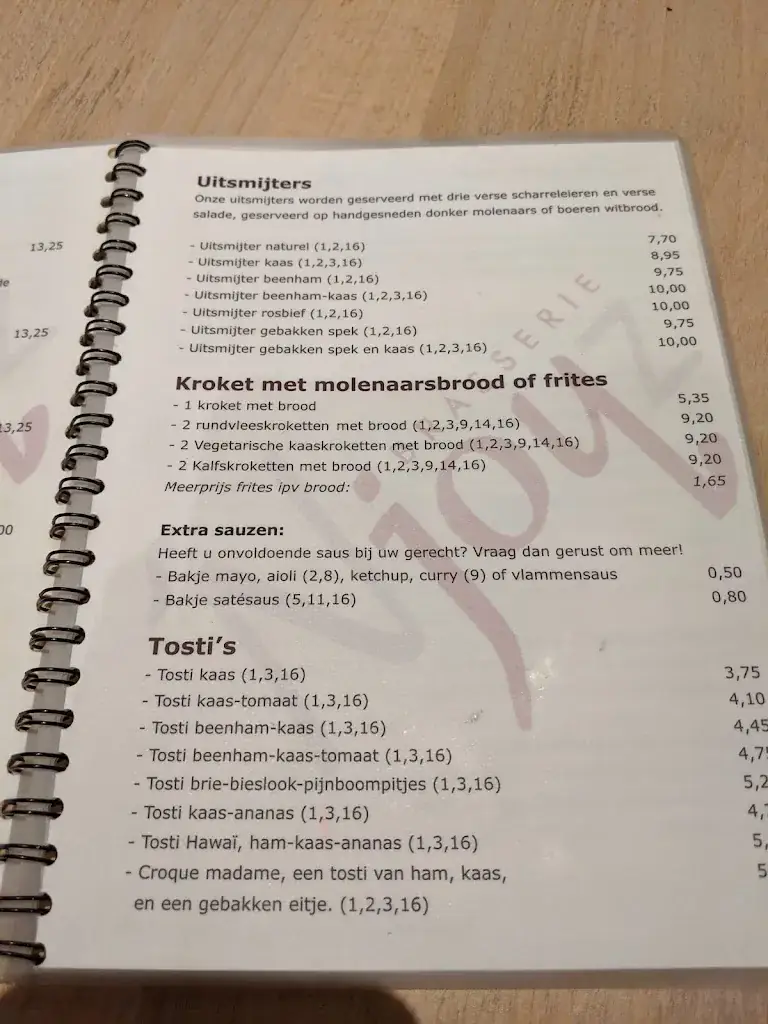 13,25
13,25
13,25
00
Uitsmijters
Onze uitsmijters worden geserveerd met drie verse scharreleieren en verse
salade, geserveerd op handgesneden donker molenaars of boeren witbrood.
- Uitsmijter naturel (1,2,16) 7,70
- Uitsmijter kaas (1,2,3,16) 8,95
- Uitsmijter beenham (1,2,16) 9,75
- Uitsmijter beenham-kaas (1,2,3,16) 10,00
- Uitsmijter rosbief (1,2,16) 10,00
- Uitsmijter gebakken spek (1,2,16) 9,75
- Uitsmijter gebakken spek en kaas (1,2,3,16) 10,00
Kroket met molenaarsbrood of frites
- 1 kroket met brood 5,35
- 2 rundvleeskroketten met brood (1,2,3,9,14,16) 9,20
- 2 Vegetarische kaaskroketten met brood (1,2,3,9,14,16) 9,20
- 2 Kalfskroketten met brood (1,2,3,9,14,16) 9,20
Meerprijs frites ipv brood: 1,65
Extra sauzen:
Heeft u onvoldoende saus bij uw gerecht? Vraag dan gerust om meer!
- Bakje mayo, aioli (2,8), ketchup, curry (9) of vlammensaus 0,50
- Bakje satésaus (5,11,16) 0,80
Tosti's
- Tosti kaas (1,3,16) 3,75
- Tosti kaas-tomaat (1,3,16) 4,10
- Tosti beenham-kaas (1,3,16) 4,45
- Tosti beenham-kaas-tomaat (1,3,16) 4,7
- Tosti brie-bieslook-pijnboompitjes (1,3,16) 5,2
- Tosti kaas-ananas (1,3,16) 4,
- Tosti Hawaï, ham-kaas-ananas (1,3,16) 5,
- Croque madame, een tosti van ham, kaas, 5
en een gebakken eitje. (1,2,3,16)
BRASSERIE
Njoyz